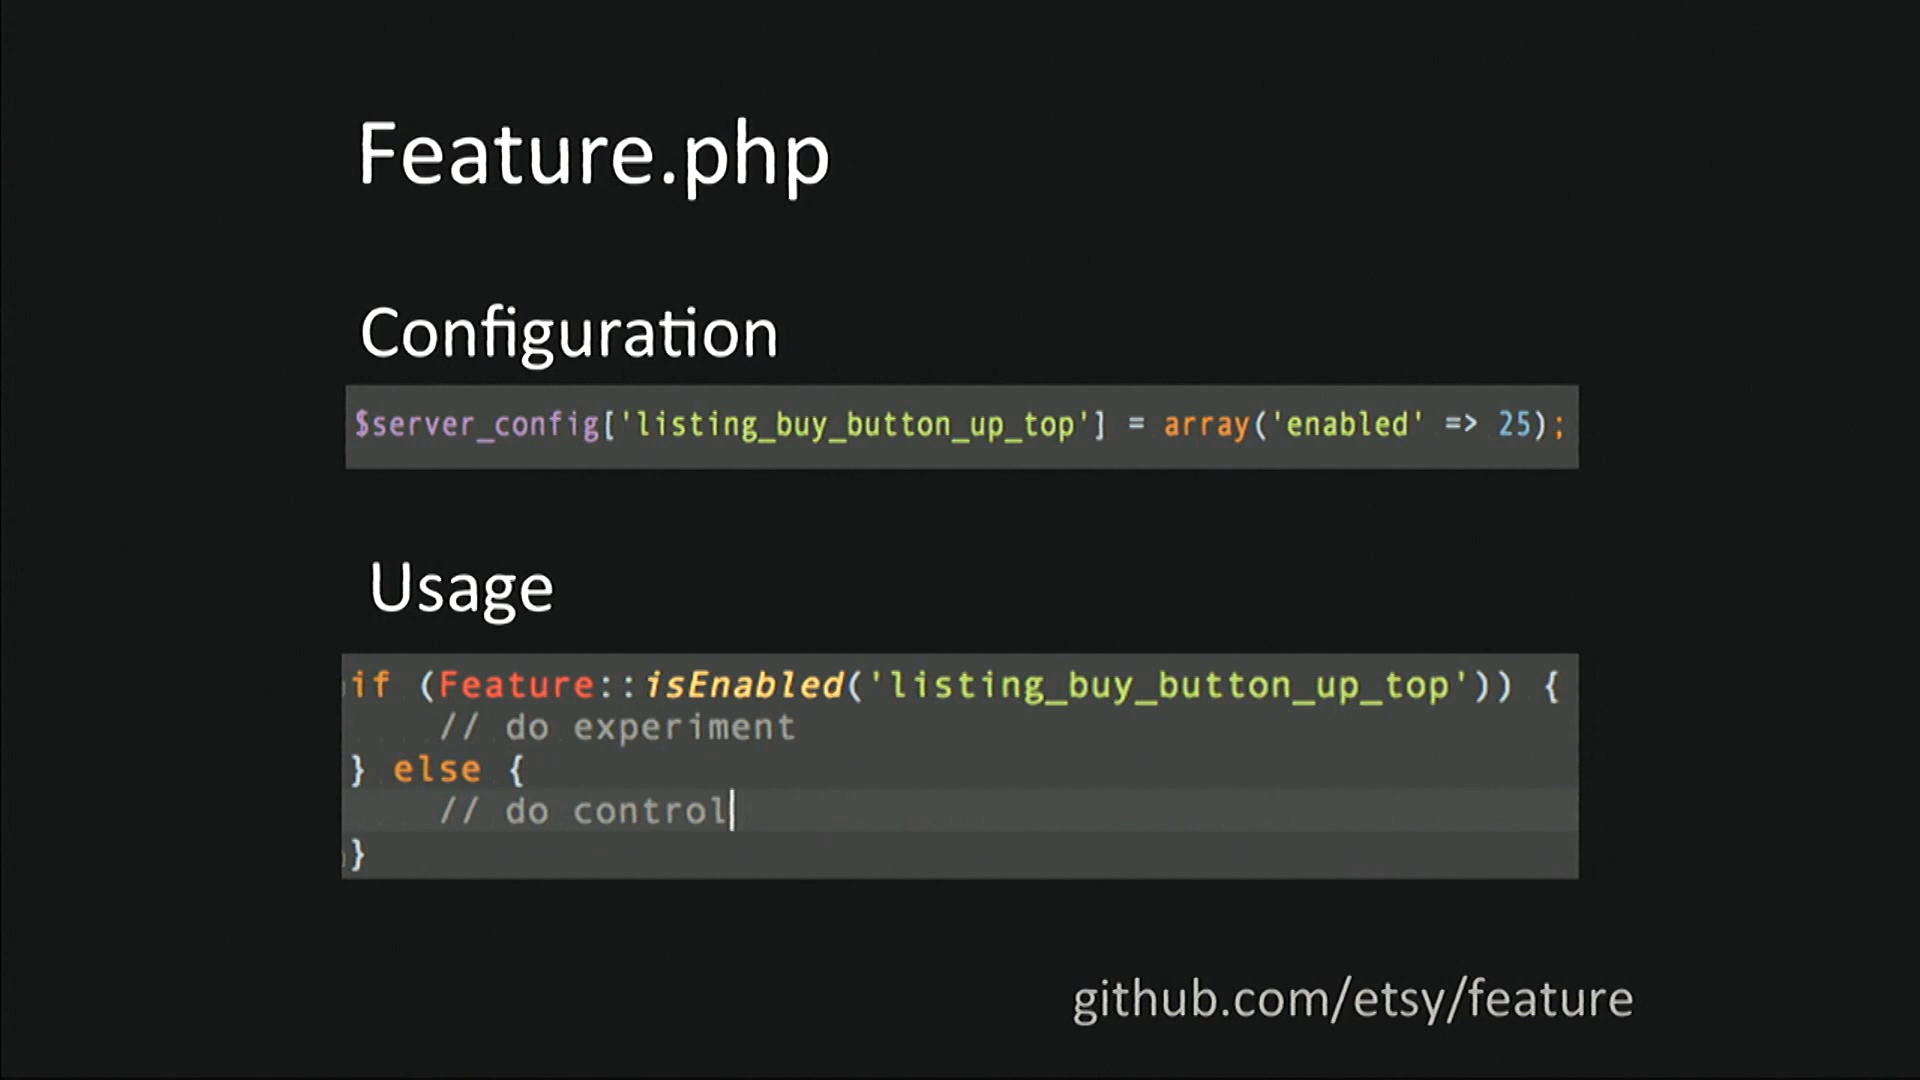 Feature.php
Configuration
$server_config['listing_buy_button_up_top'] = array('enabled' => 25);
Usage
if (Feature::isEnabled('listing_buy_button_up_top')) {
    // do experiment
} else {
    // do control
}
github.com/etsy/feature